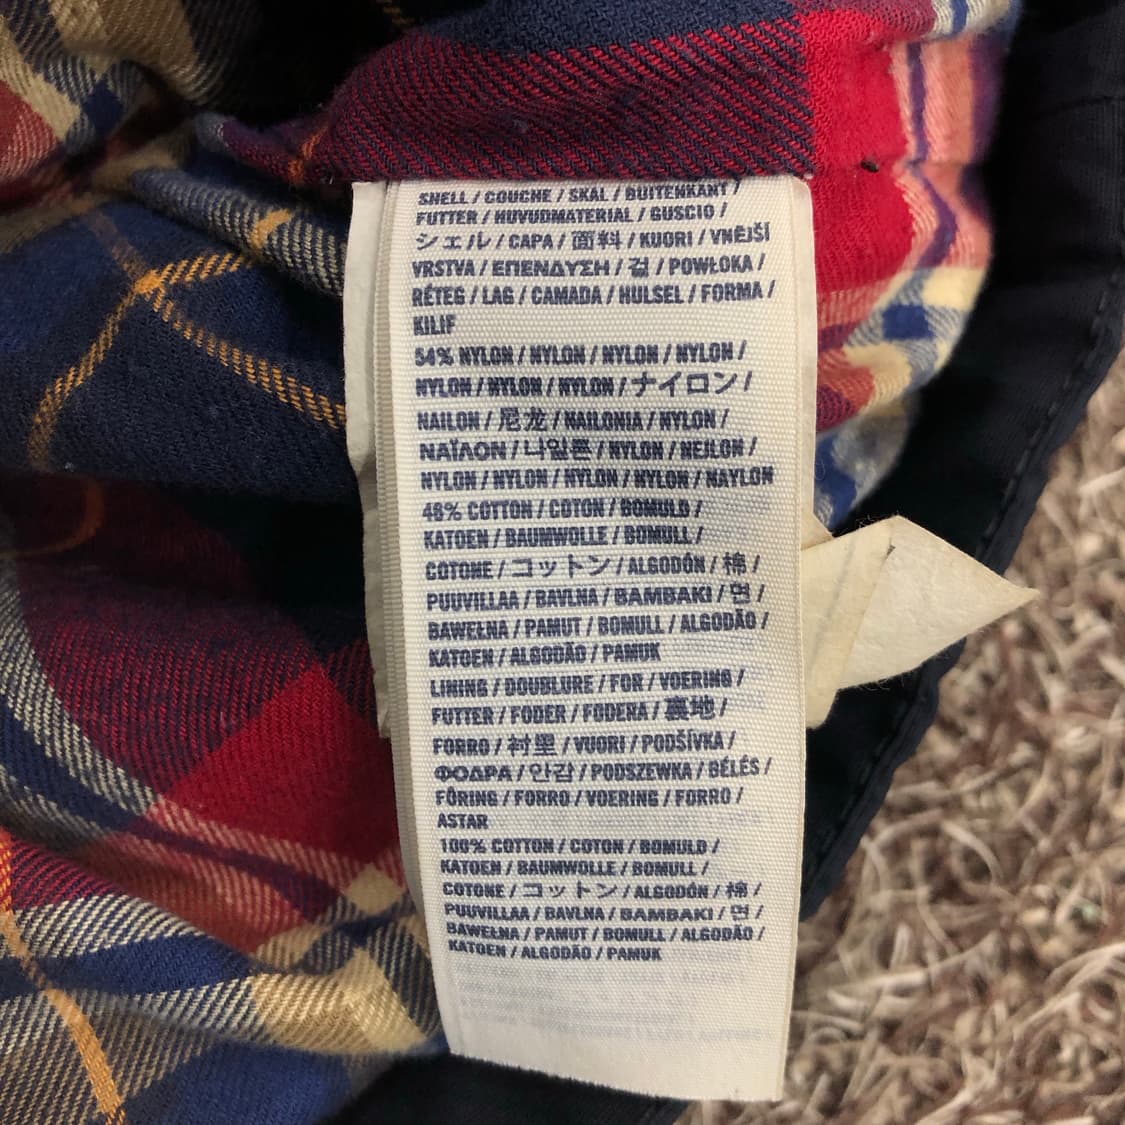 SHELL / COUCHE / SKAL / BUITENKANT /
FUTTER / HUVUDMATERIAL / GUSCIO /
シェル / CAPA / 面料 / KUORI / VNĚJŠÍ
VRSTVA / ΕΠΕΝΔΥΣΗ / 겉 / POWŁOKA /
RÉTEG / LAG / CAMADA / HULSEL / FORMA /
KILIF
54% NYLON / NYLON / NYLON / NYLON /
NYLON / NYLON / NYLON / ナイロン /
NAILON / 尼龙 / NAILONIA / NYLON /
ΝΑΪΛΟΝ / 나일론 / NYLON / NEJLON /
NYLON / NYLON / NYLON / NYLON / NAYLON
46% COTTON / COTON / BOMULD /
KATOEN / BAUMWOLLE / BOMULL /
COTONE / コットン / ALGODÓN / 棉 /
PUUVILLAA / BAVLNA / ΒΑΜΒΑΚΙ / 면 /
BAWEŁNA / PAMUT / BOMULL / ALGODÃO /
KATOEN / ALGODÃO / PAMUK
LINING / DOUBLURE / FOR / VOERING /
FUTTER / FODER / FODERA / 裏地 /
FORRO / 衬里 / VUORI / PODŠÍVKA /
ΦΟΔΡΑ / 안감 / PODSZEWKA / BÉLÉS /
FÔRING / FORRO / VOERING / FORRO /
ASTAR
100% COTTON / COTON / BOMULD /
KATOEN / BAUMWOLLE / BOMULL /
COTONE / コットン / ALGODÓN / 棉 /
PUUVILLAA / BAVLNA / ΒΑΜΒΑΚΙ / 면 /
BAWEŁNA / PAMUT / BOMULL / ALGODÃO /
KATOEN / ALGODÃO / PAMUK